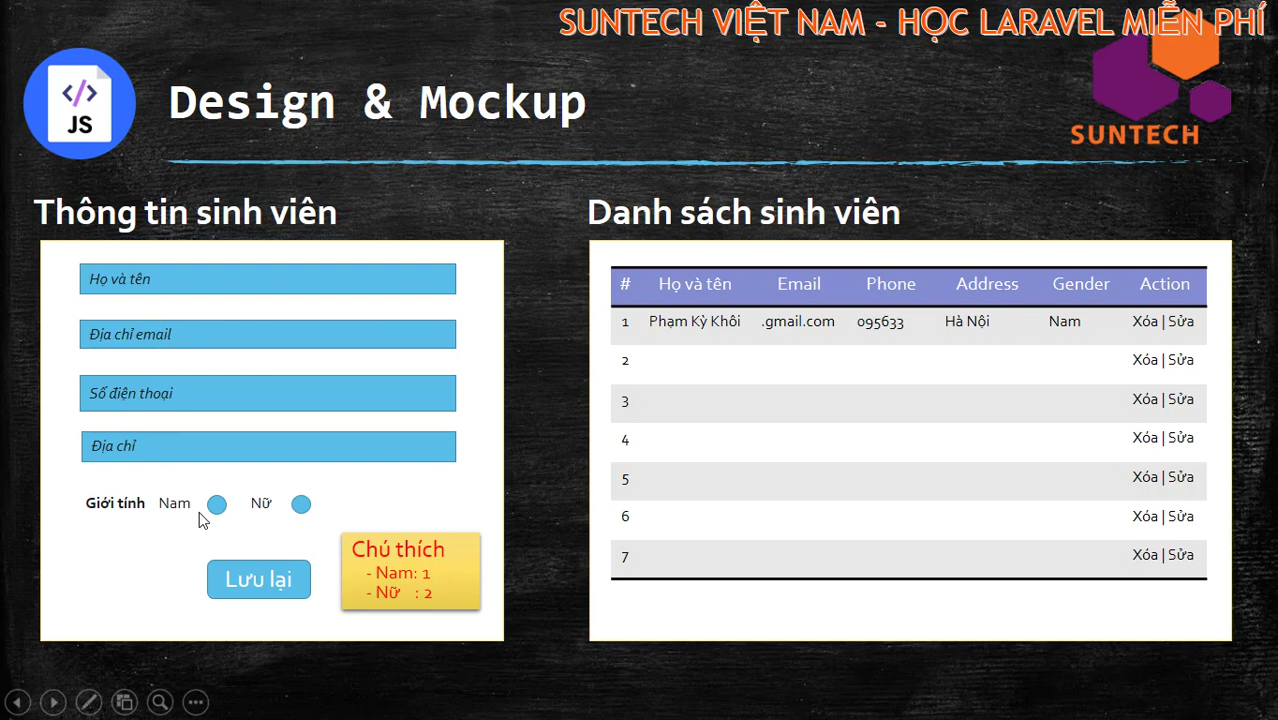 SUNTECH VIỆT NAM - HỌC LARAVEL MIỄN PHÍ
</>
JS
Design & Mockup
SUNTECH
Thông tin sinh viên
Họ và tên
Địa chỉ email
Số điện thoại
Địa chỉ
Giới tính Nam Nữ
Lưu lại
Chú thích
- Nam: 1
- Nữ : 2
Danh sách sinh viên
# Họ và tên Email Phone Address Gender Action
1 Phạm Kỳ Khôi .gmail.com 095633 Hà Nội Nam Xóa | Sửa
2 Xóa | Sửa
3 Xóa | Sửa
4 Xóa | Sửa
5 Xóa | Sửa
6 Xóa | Sửa
7 Xóa | Sửa